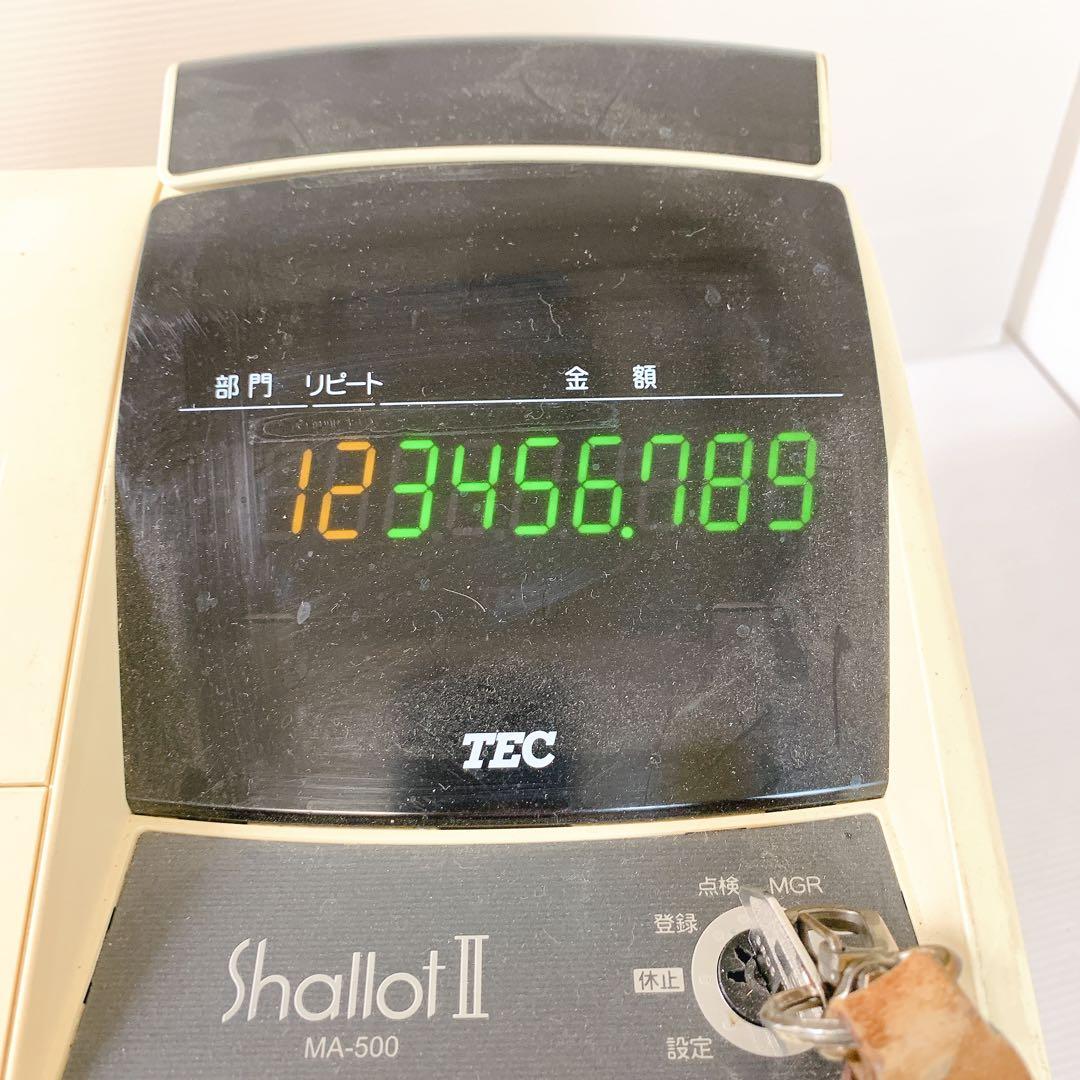 部門 リピート 金額
123456.789
TEC
点検 MGR
登録
休止
設定
Shallot II
MA-500